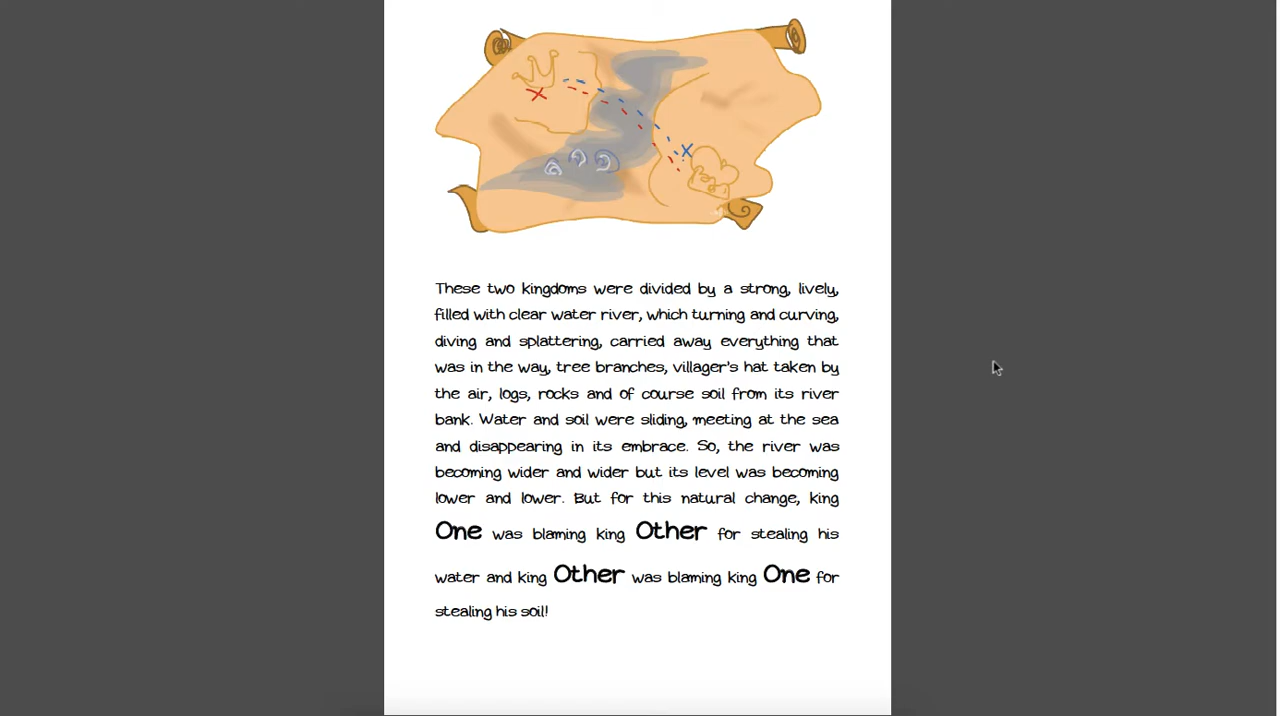 These two kingdoms were divided by a strong, lively,
filled with clear water river, which turning and curving,
diving and splattering, carried away everything that
was in the way, tree branches, villager's hat taken by
the air, logs, rocks and of course soil from its river
bank. Water and soil were sliding, meeting at the sea
and disappearing in its embrace. So, the river was
becoming wider and wider but its level was becoming
lower and lower. But for this natural change, king
One was blaming king Other for stealing his
water and king Other was blaming king One for
stealing his soil!